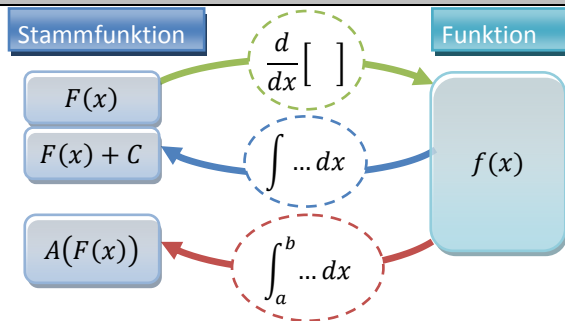 Stammfunktion
Funktion
d/dx [ ]
F(x)
F(x) + C
∫ … dx
f(x)
A(F(x))
∫_a^b … dx